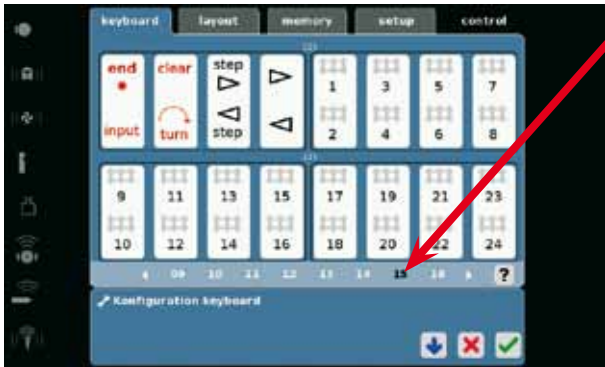 keyboard layout memory setup control
end clear step 1 3 5 7
input turn step 2 4 6 8
9 11 13 15 17 19 21 23
10 12 14 16 18 20 22 24
09 10 11 12 13 14 15 16 ?
Konfiguration keyboard